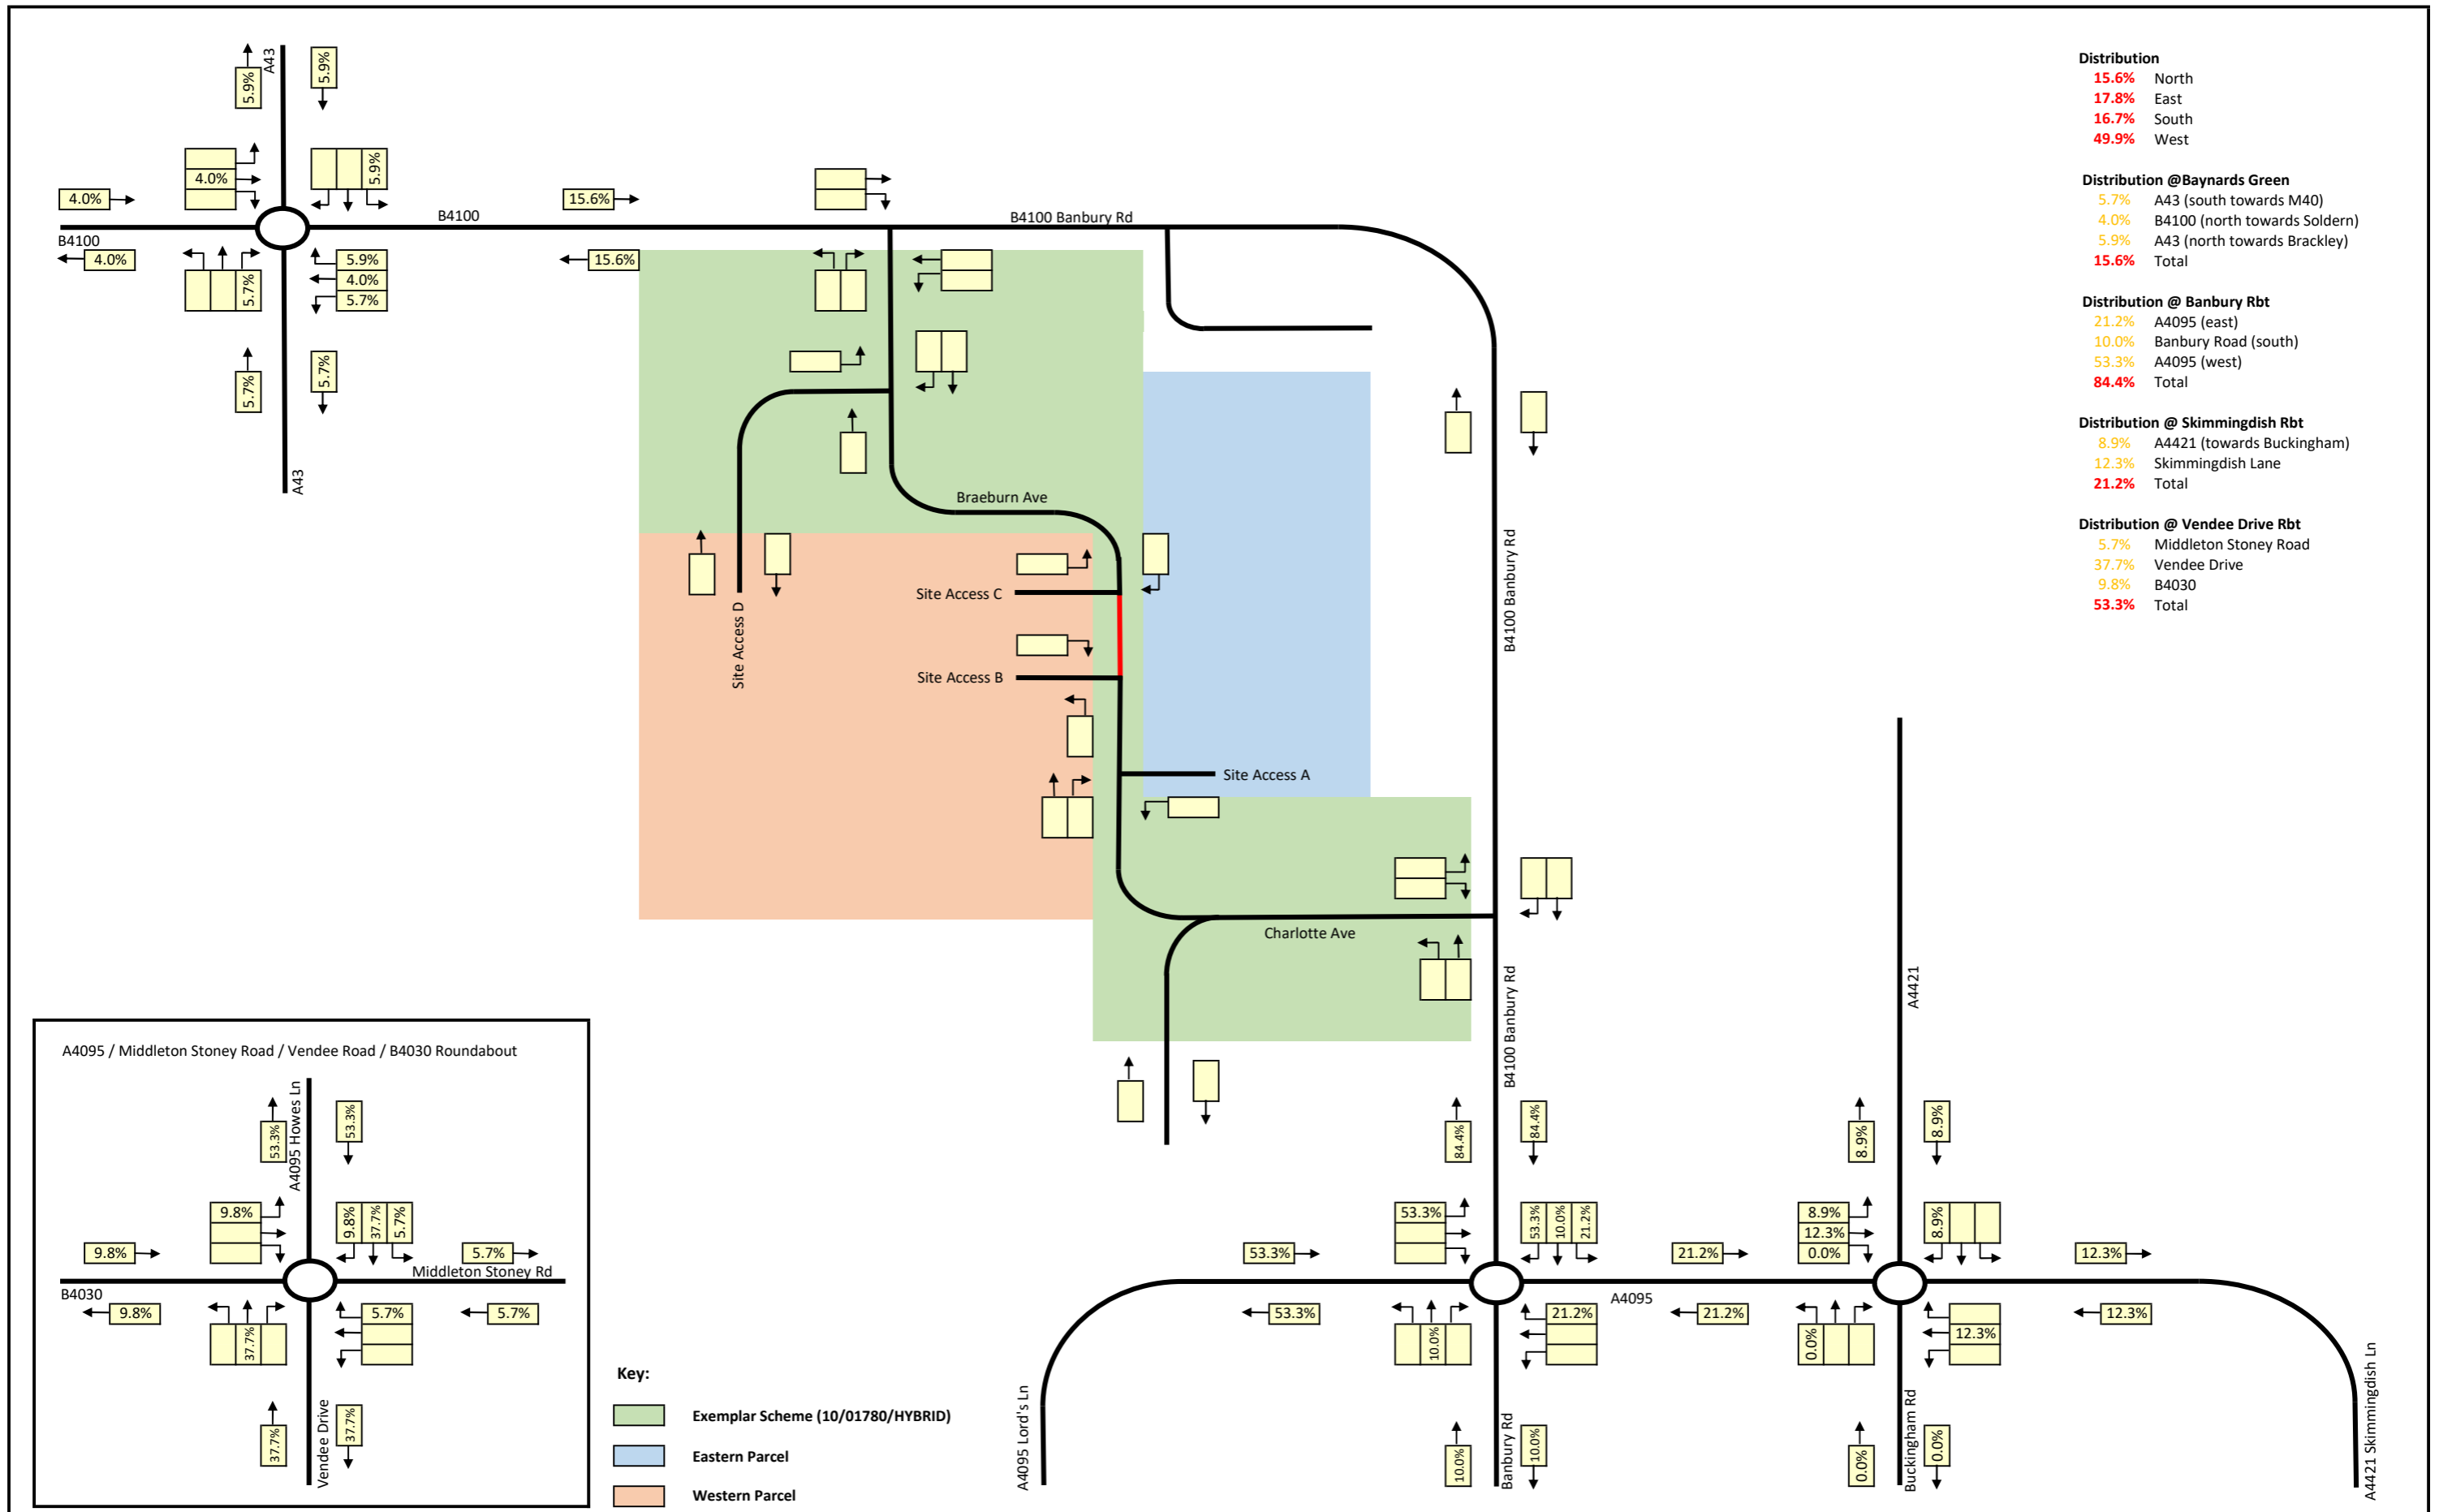 A43
5.9%
5.9%
5.9%
4.0%
4.0%
15.6%
B4100
B4100 Banbury Rd
B4100
4.0%
5.7%
5.9%
4.0%
5.7%
15.6%
5.7%
5.7%
A43
Distribution
15.6% North
17.8% East
16.7% South
49.9% West
Distribution @Baynards Green
5.7% A43 (south towards M40)
4.0% B4100 (north towards Soldern)
5.9% A43 (north towards Brackley)
15.6% Total
Distribution @ Banbury Rbt
21.2% A4095 (east)
10.0% Banbury Road (south)
53.3% A4095 (west)
84.4% Total
Distribution @ Skimmingdish Rbt
8.9% A4421 (towards Buckingham)
12.3% Skimmingdish Lane
21.2% Total
Distribution @ Vendee Drive Rbt
5.7% Middleton Stoney Road
37.7% Vendee Drive
9.8% B4030
53.3% Total
Braeburn Ave
Site Access C
Site Access D
Site Access B
Site Access A
B4100 Banbury Rd
Charlotte Ave
B4100 Banbury Rd
A4421
84.4%
84.4%
8.9%
8.9%
53.3%
53.3%
10.0%
21.2%
8.9%
12.3%
0.0%
8.9%
53.3%
21.2%
12.3%
A4095
53.3%
10.0%
21.2%
21.2%
0.0%
12.3%
12.3%
A4095 Lord's Ln
10.0%
Banbury Rd
10.0%
0.0%
Buckingham Rd
0.0%
A4421 Skimmingdish Ln
A4095 / Middleton Stoney Road / Vendee Road / B4030 Roundabout
53.3%
A4095 Howes Ln
53.3%
9.8%
9.8%
37.7%
5.7%
9.8%
5.7%
Middleton Stoney Rd
B4030
9.8%
37.7%
5.7%
5.7%
37.7%
Vendee Drive
37.7%
Key:
Exemplar Scheme (10/01780/HYBRID)
Eastern Parcel
Western Parcel